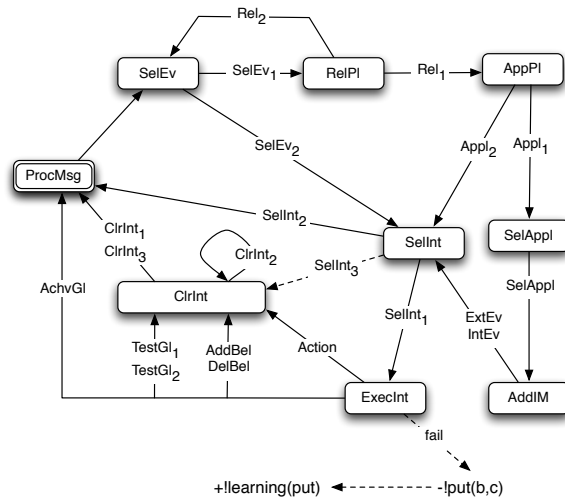 Rel2
SelEv
SelEv1
RelPl
Rel1
AppPl
SelEv2
Appl2
Appl1
ProcMsg
ClrInt1
ClrInt3
SelInt2
SelInt
SelAppl
ClrInt2
SelInt3
AchvGl
ClrInt
SelAppl
SelInt1
ExtEv
IntEv
TestGl1
TestGl2
AddBel
DelBel
Action
ExecInt
AddIM
fail
+!learning(put)
-!put(b,c)